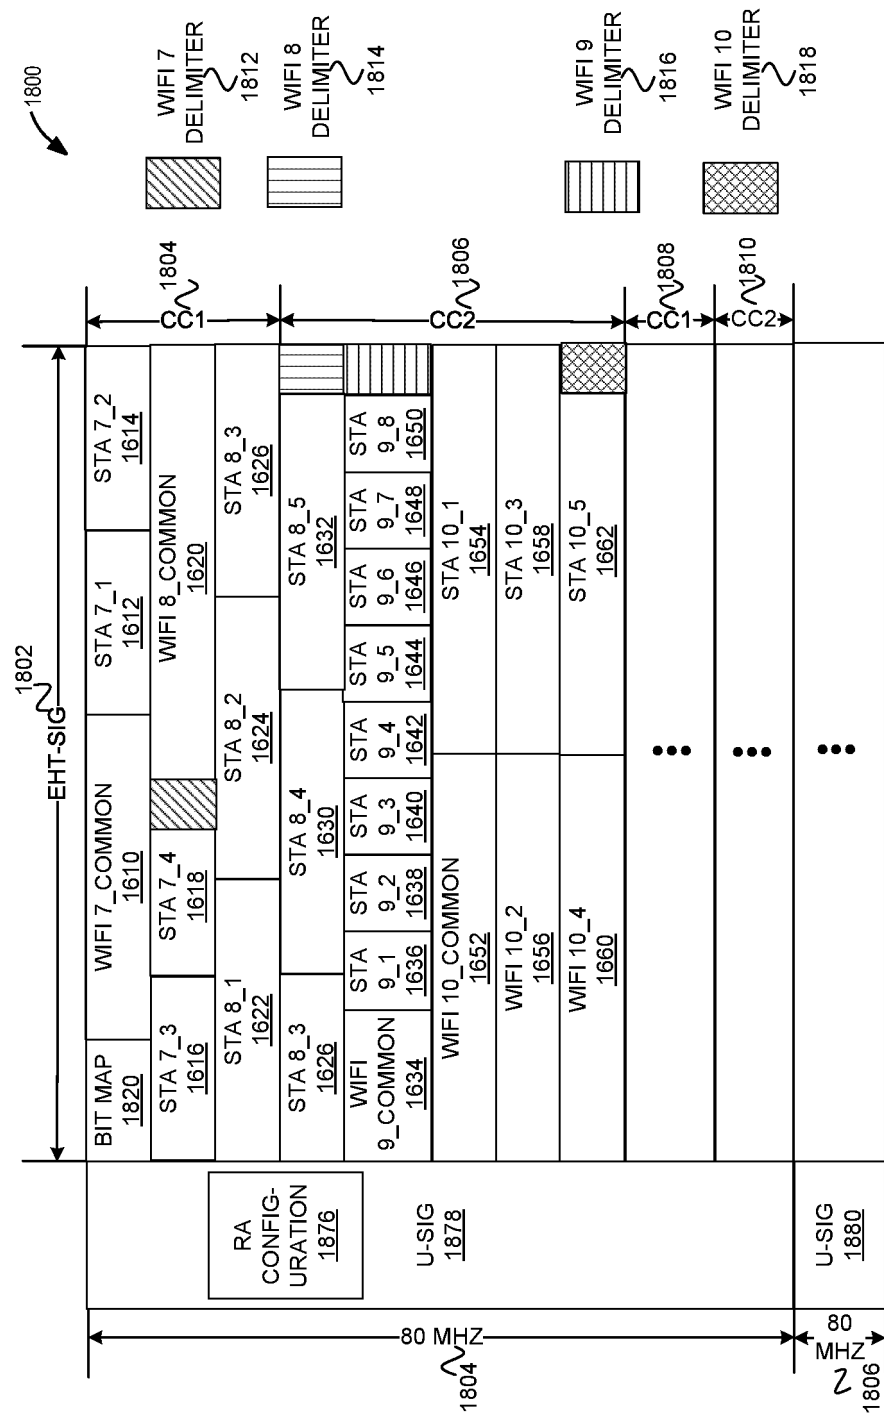 1800
1802
EHT-SIG
BIT MAP
1820
WIFI 7_COMMON
1610
STA 7_1
1612
STA 7_2
1614
STA 7_3
1616
STA 7_4
1618
WIFI 8_COMMON
1620
STA 8_1
1622
STA 8_2
1624
STA 8_3
1626
CC1
1804
STA 8_3
1626
STA 8_4
1630
STA 8_5
1632
WIFI
9_COMMON
1634
STA
9_1
1636
STA
9_2
1638
STA
9_3
1640
STA
9_4
1642
STA
9_5
1644
STA
9_6
1646
STA
9_7
1648
STA
9_8
1650
WIFI 10_COMMON
1652
STA 10_1
1654
WIFI 10_2
1656
STA 10_3
1658
WIFI 10_4
1660
STA 10_5
1662
CC2
1806
CC1
1808
CC2
1810
RA
CONFIG-
URATION
1876
U-SIG
1878
U-SIG
1880
80 MHZ
1804
80
MHZ
1806
WIFI 7
DELIMITER
1812
WIFI 8
DELIMITER
1814
WIFI 9
DELIMITER
1816
WIFI 10
DELIMITER
1818